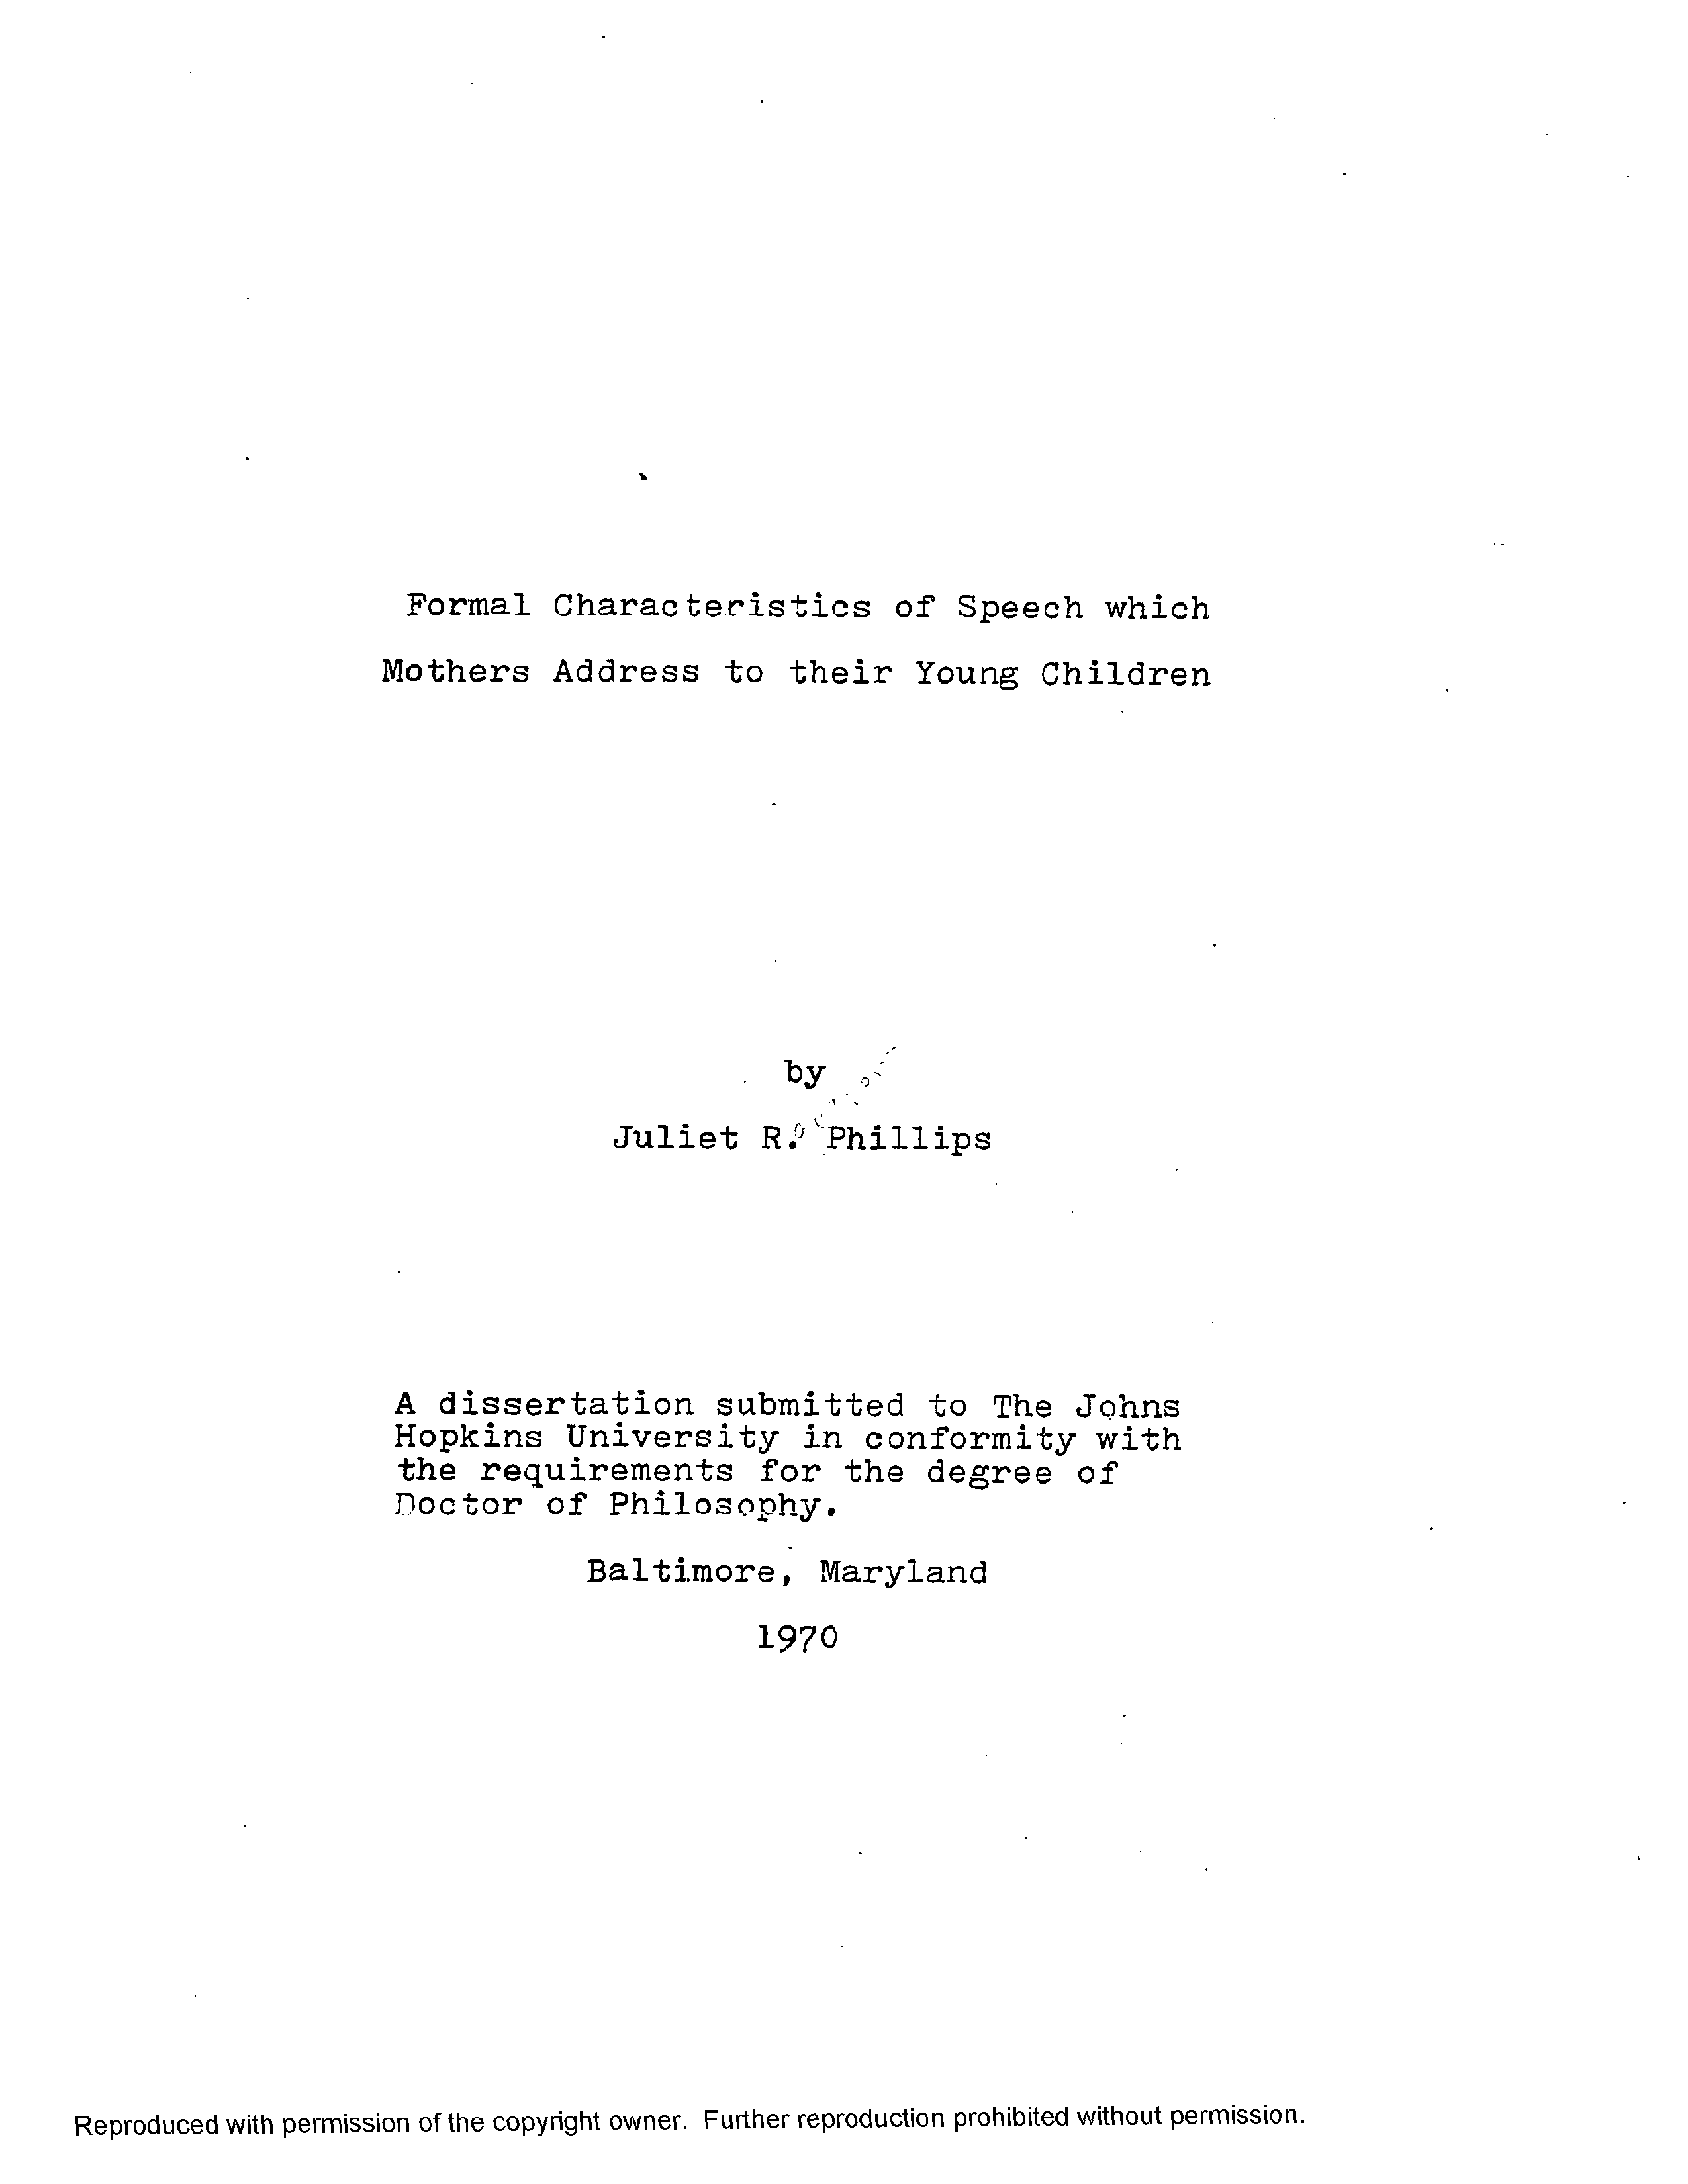 Formal Characteristics of Speech which
Mothers Address to their Young Children
by
Juliet R. Phillips
A dissertation submitted to The Johns
Hopkins University in conformity with
the requirements for the degree of
Doctor of Philosophy.
Baltimore, Maryland
1970
Reproduced with permission of the copyright owner. Further reproduction prohibited without permission.